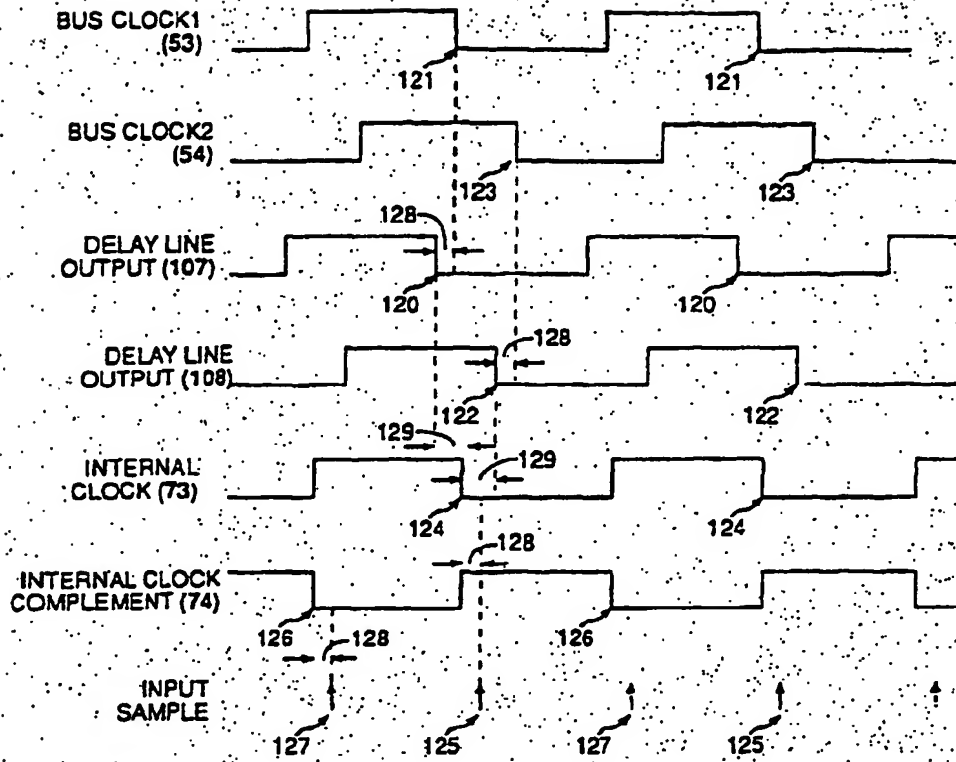 BUS CLOCK1
(53)
121
121
BUS CLOCK2
(54)
123
123
128
DELAY LINE
OUTPUT (107)
120
120
128
DELAY LINE
OUTPUT (108)
122
122
129
129
INTERNAL
CLOCK (73)
124
124
128
INTERNAL CLOCK
COMPLEMENT (74)
126
128
126
INPUT
SAMPLE
127
125
127
125